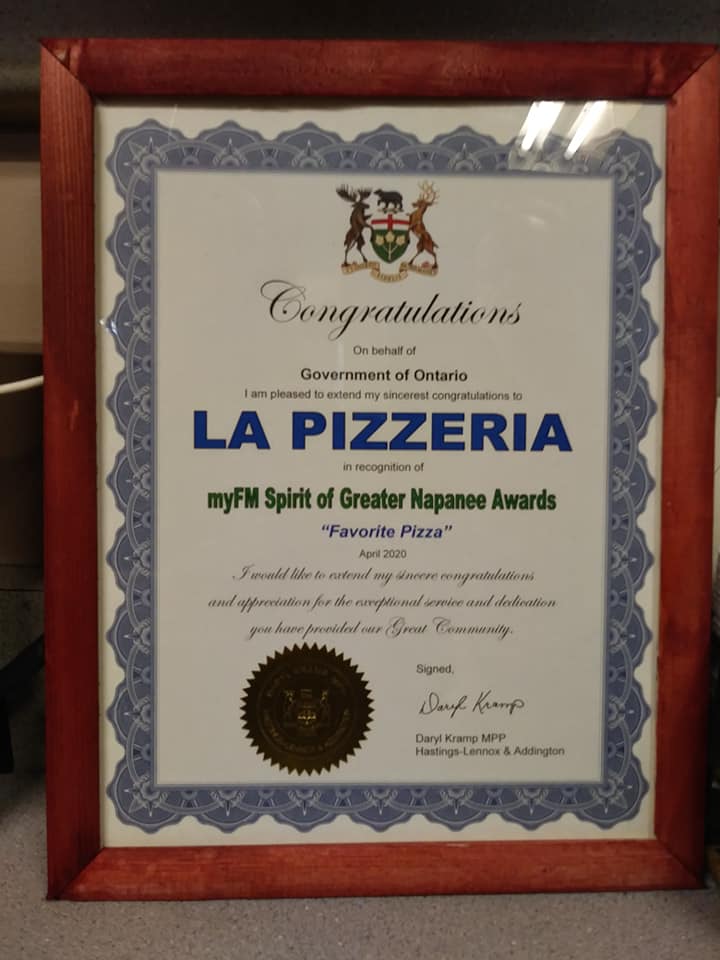 Congratulations
On behalf of
Government of Ontario
I am pleased to extend my sincerest congratulations to
LA PIZZERIA
in recognition of
myFM Spirit of Greater Napanee Awards
“Favorite Pizza”
April 2020
I would like to extend my sincere congratulations
and appreciation for the exceptional service and dedication
you have provided our Great Community.
Signed,
Daryl Kramp
Daryl Kramp MPP
Hastings-Lennox & Addington